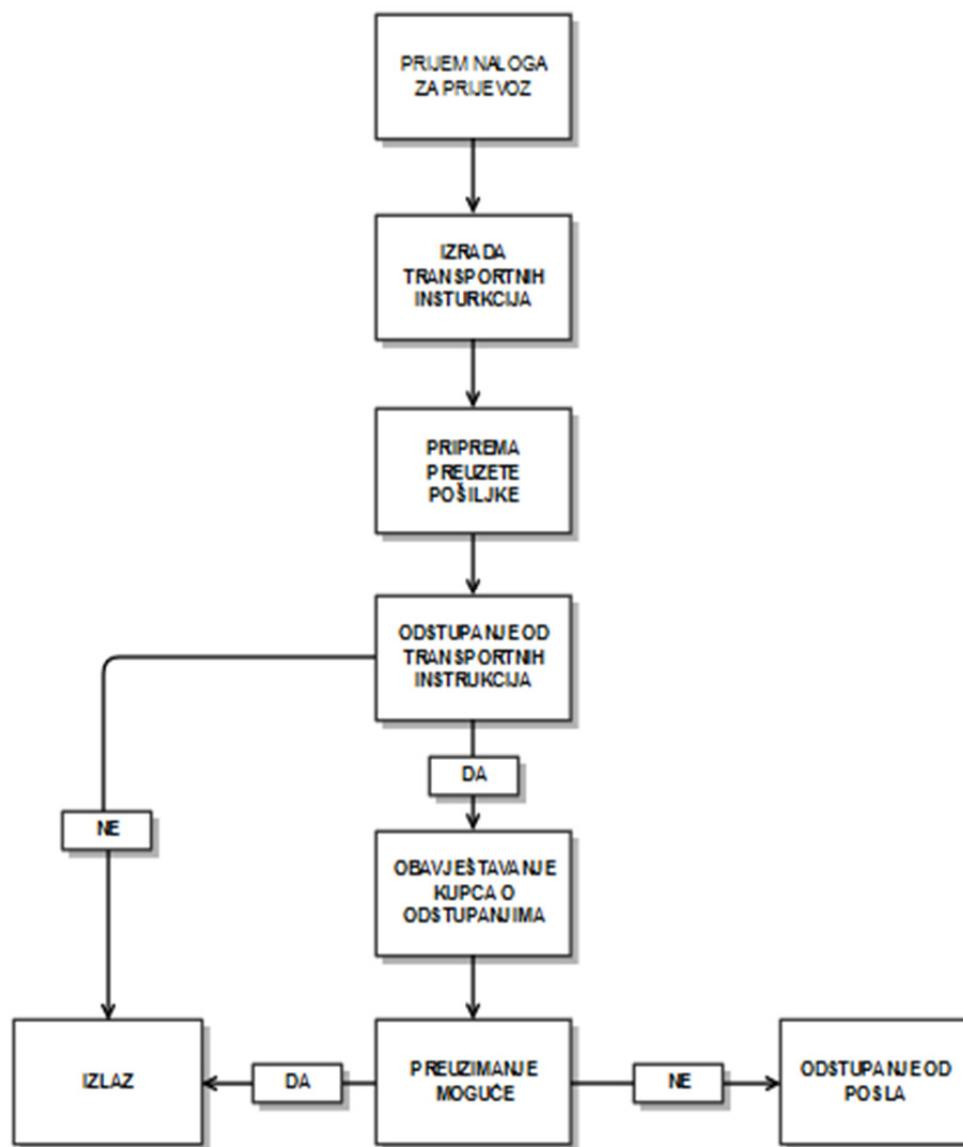 PRIJEM NALOGA
ZA PRIJEVOZ
IZRADA
TRANSPORTNIH
INSTURKCIJA
PRIPREMA
PREUZETE
POŠILJKE
ODSTUPANJE OD
TRANSPORTNIH
INSTRUKCIJA
DA
NE
OBAVJEŠTAVANJE
KUPCA O
ODSTUPANJIMA
IZLAZ
DA
PREUZIMANJE
MOGUĆE
NE
ODSTUPANJE OD
POSLA